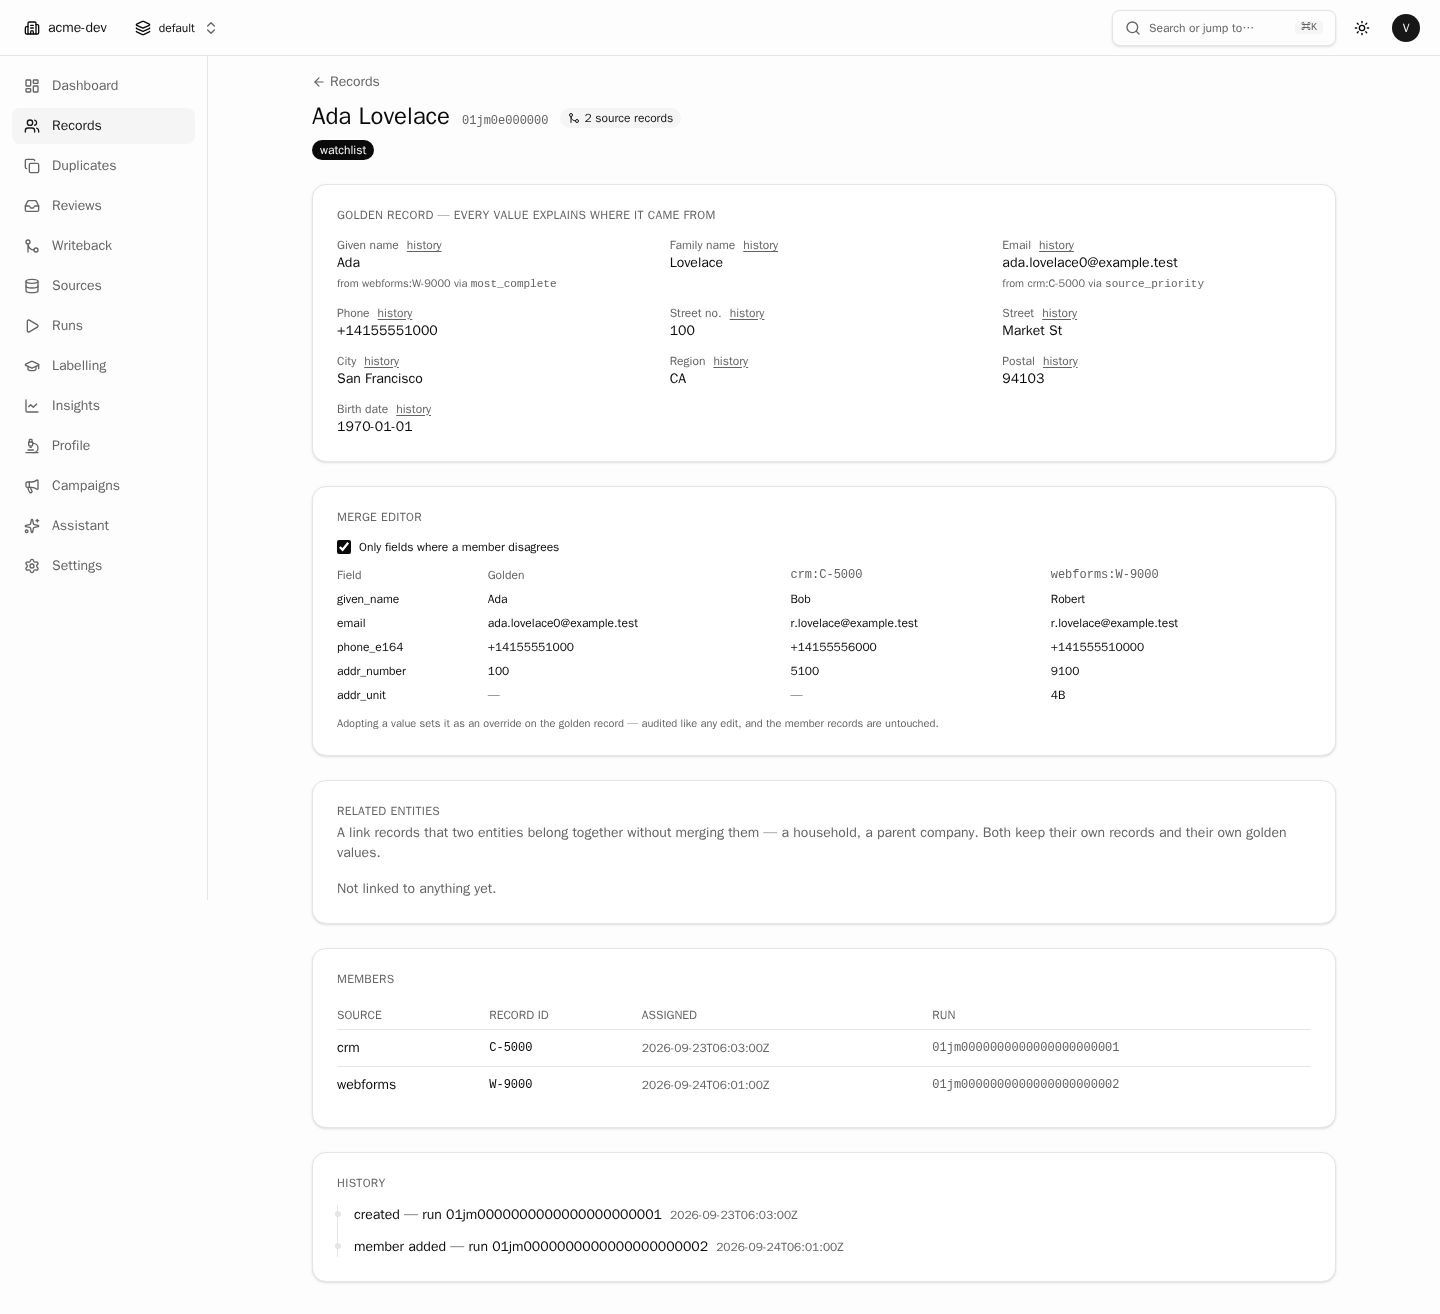 acme-dev
default
Search or jump to···
⌘K
V
Dashboard
Records
Duplicates
Reviews
Writeback
Sources
Runs
Labelling
Insights
Profile
Campaigns
Assistant
Settings
Records
Ada Lovelace 01jm0e000000 2 source records
watchlist
GOLDEN RECORD — EVERY VALUE EXPLAINS WHERE IT CAME FROM
Given name history
Ada
from webforms:W-9000 via most_complete
Family name history
Lovelace
Email history
ada.lovelace0@example.test
from crm:C-5000 via source_priority
Phone history
+14155551000
Street no. history
100
Street history
Market St
City history
San Francisco
Region history
CA
Postal history
94103
Birth date history
1970-01-01
MERGE EDITOR
Only fields where a member disagrees
Field Golden crm:C-5000 webforms:W-9000
given_name Ada Bob Robert
email ada.lovelace0@example.test r.lovelace@example.test r.lovelace@example.test
phone_e164 +14155551000 +14155556000 +141555510000
addr_number 100 5100 9100
addr_unit — — 4B
Adopting a value sets it as an override on the golden record — audited like any edit, and the member records are untouched.
RELATED ENTITIES
A link records that two entities belong together without merging them — a household, a parent company. Both keep their own records and their own golden
values.
Not linked to anything yet.
MEMBERS
SOURCE RECORD ID ASSIGNED RUN
crm C-5000 2026-09-23T06:03:00Z 01jm0000000000000000000001
webforms W-9000 2026-09-24T06:01:00Z 01jm0000000000000000000002
HISTORY
created — run 01jm0000000000000000000001 2026-09-23T06:03:00Z
member added — run 01jm0000000000000000000002 2026-09-24T06:01:00Z